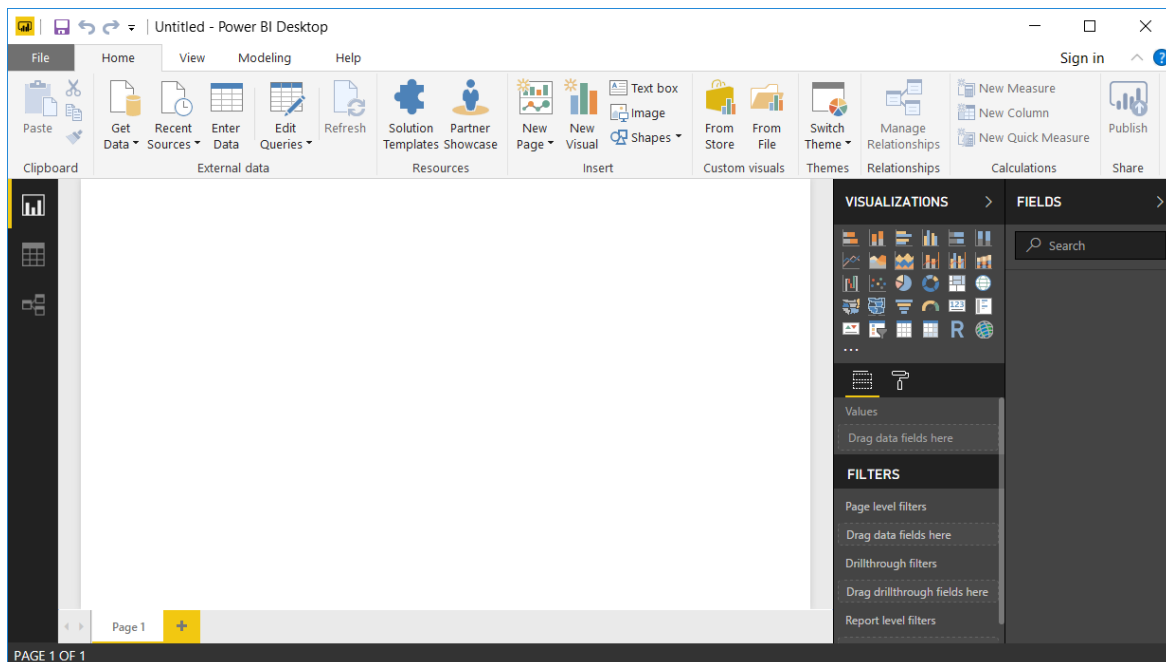 Untitled - Power BI Desktop
File Home View Modeling Help Sign in ?
Paste
Get Data
Recent Sources
Enter Data
Edit Queries
Refresh
Solution Templates
Partner Showcase
New Page
New Visual
Text box
Image
Shapes
From Store
From File
Switch Theme
Manage Relationships
New Measure
New Column
New Quick Measure
Publish
Clipboard External data Resources Insert Custom visuals Themes Relationships Calculations Share
VISUALIZATIONS
FIELDS
Search
123
R
...
Values
Drag data fields here
FILTERS
Page level filters
Drag data fields here
Drillthrough filters
Drag drillthrough fields here
Report level filters
Page 1 +
PAGE 1 OF 1